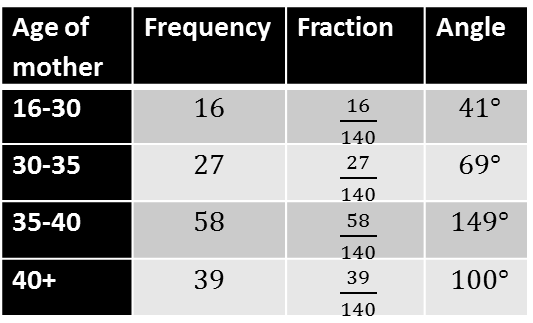 Age of mother Frequency Fraction Angle
16-30 16 16/140 41°
30-35 27 27/140 69°
35-40 58 58/140 149°
40+ 39 39/140 100°